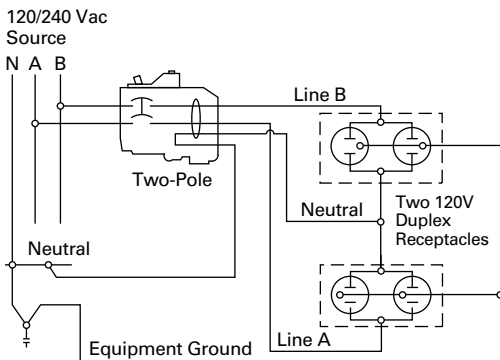 120/240 Vac
Source
N A B
Line B
Two-Pole
Neutral
Two 120V
Duplex
Receptacles
Neutral
Line A
Equipment Ground